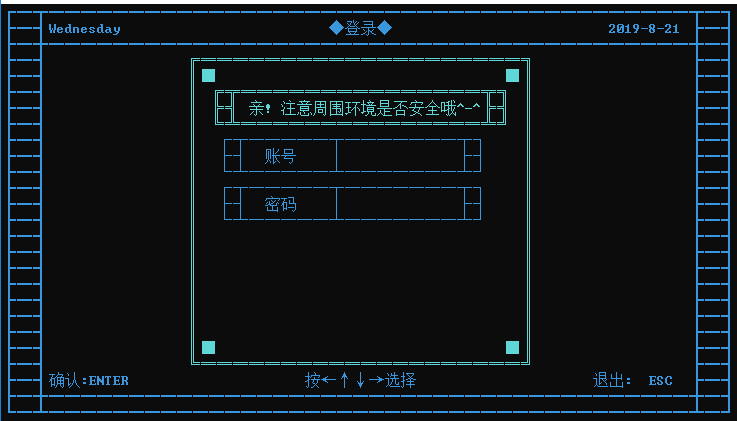 Wednesday ◆登录◆ 2019-8-21
亲! 注意周围环境是否安全哦^-^
账号
密码
确认:ENTER 按←↑↓→选择 退出: ESC